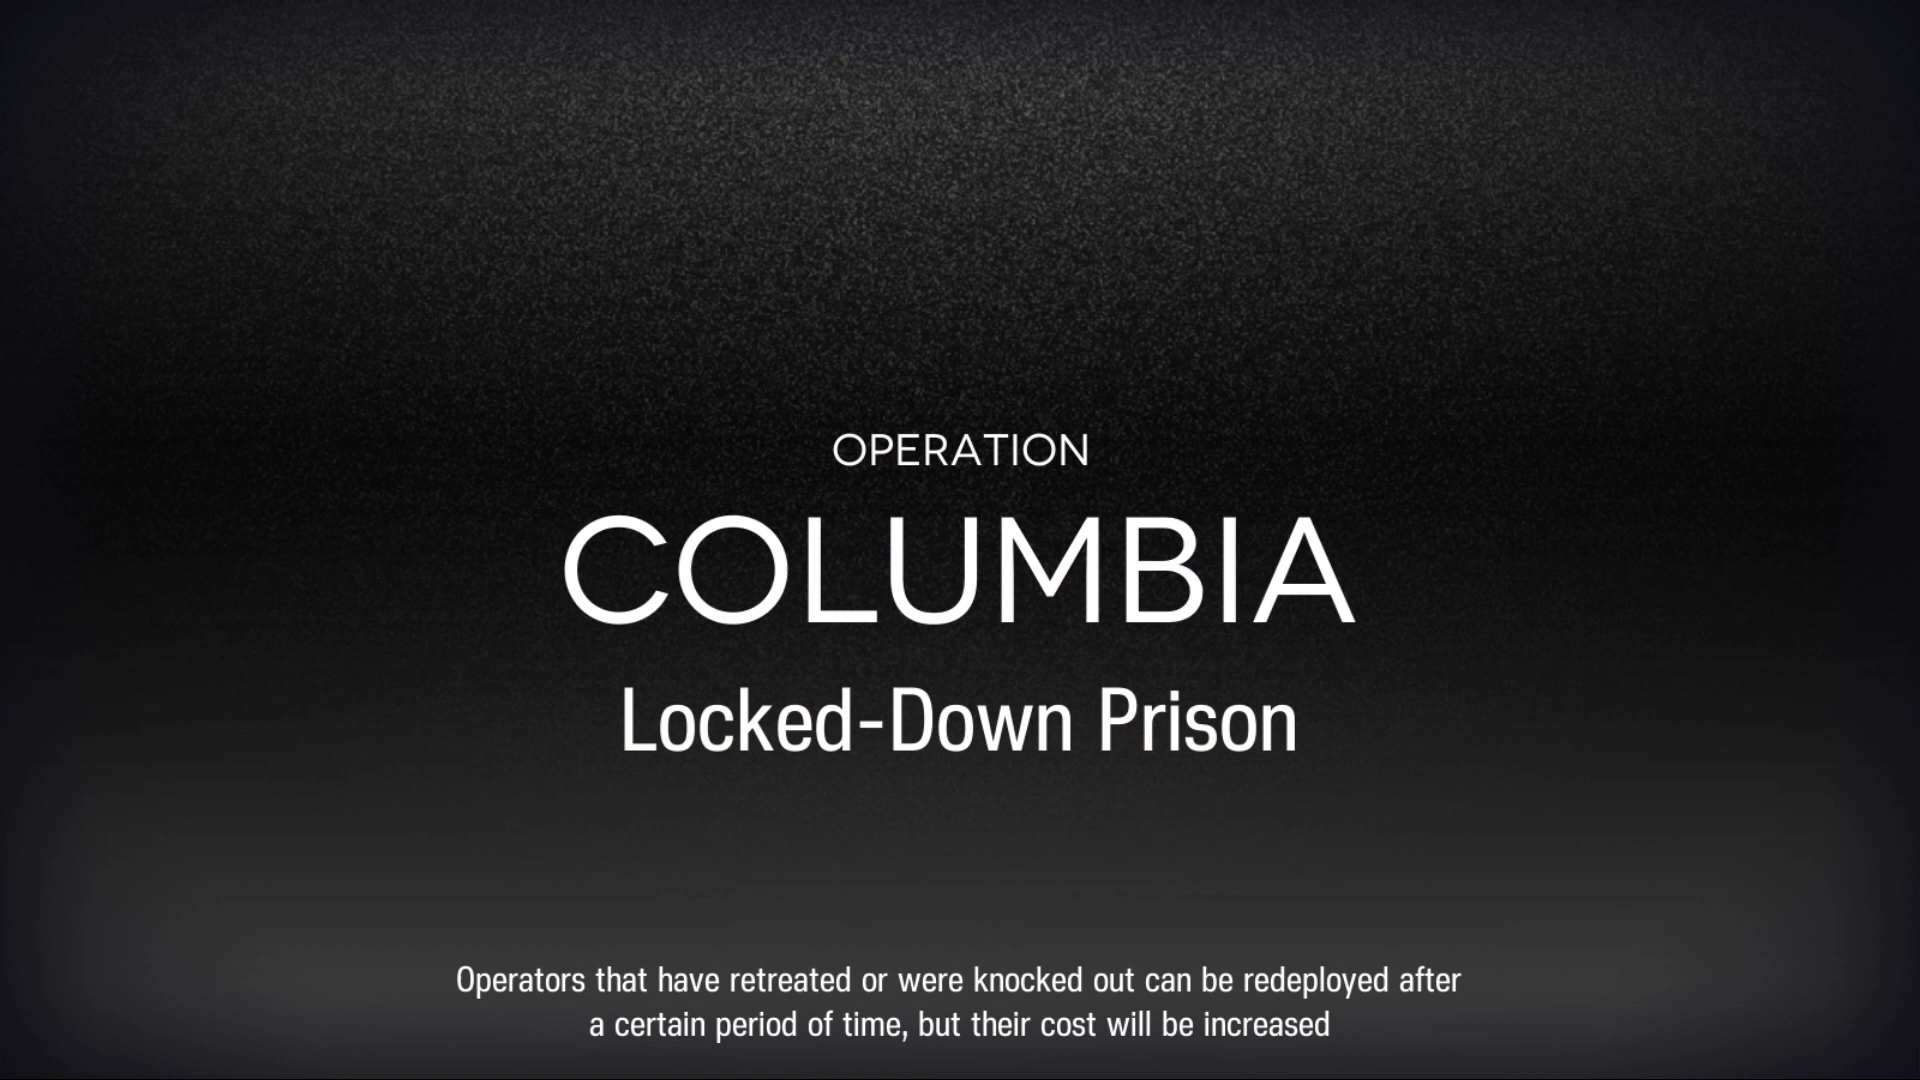 OPERATION
COLUMBIA
Locked-Down Prison
Operators that have retreated or were knocked out can be redeployed after
a certain period of time, but their cost will be increased